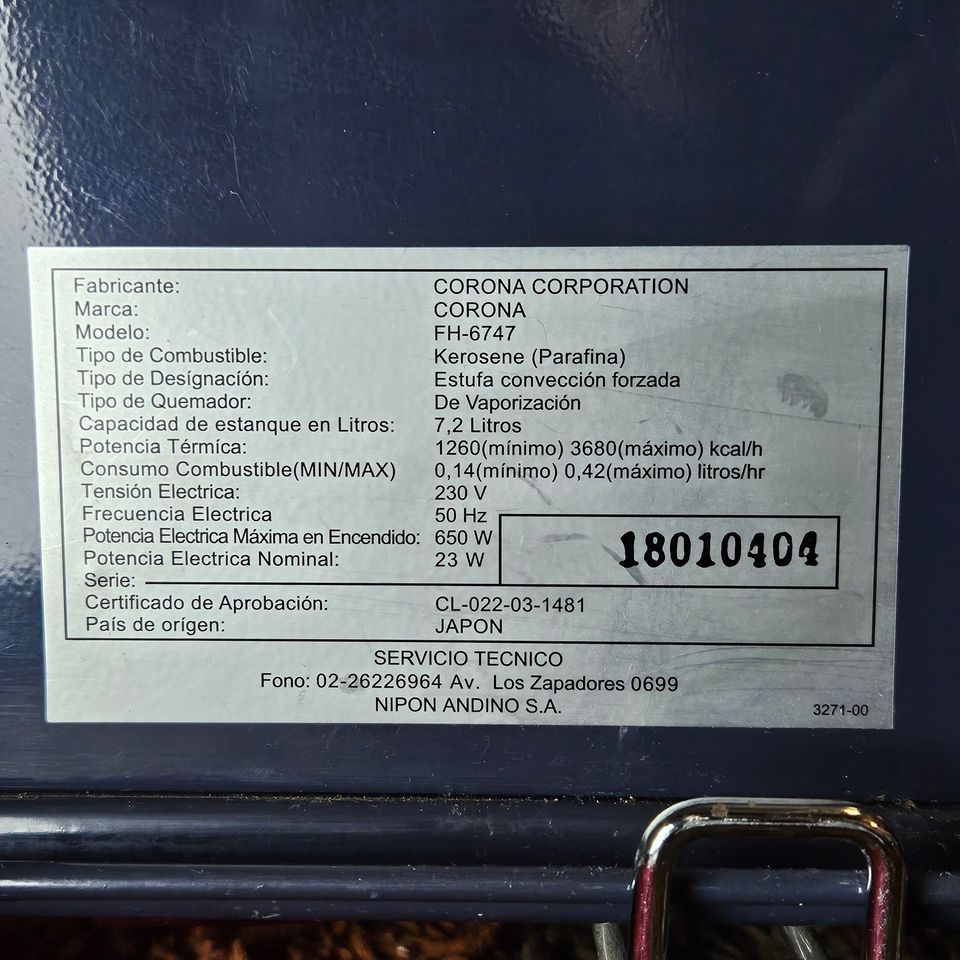 Fabricante: CORONA CORPORATION
Marca: CORONA
Modelo: FH-6747
Tipo de Combustible: Kerosene (Parafina)
Tipo de Desígnacíón: Estufa convección forzada
Tipo de Quemador: De Vaporización
Capacidad de estanque en Litros: 7,2 Litros
Potencia Térmíca: 1260(mínimo) 3680(máximo) kcal/h
Consumo Combustible(MIN/MAX) 0,14(mínimo) 0,42(máximo) litros/hr
Tensión Electrica: 230 V
Frecuencia Electrica 50 Hz
Potencia Electrica Máxima en Encendido: 650 W
Potencia Electrica Nominal: 23 W
Serie: 18010404
Certificado de Aprobación: CL-022-03-1481
País de orígen: JAPON
SERVICIO TECNICO
Fono: 02-26226964 Av. Los Zapadores 0699
NIPON ANDINO S.A.
3271-00